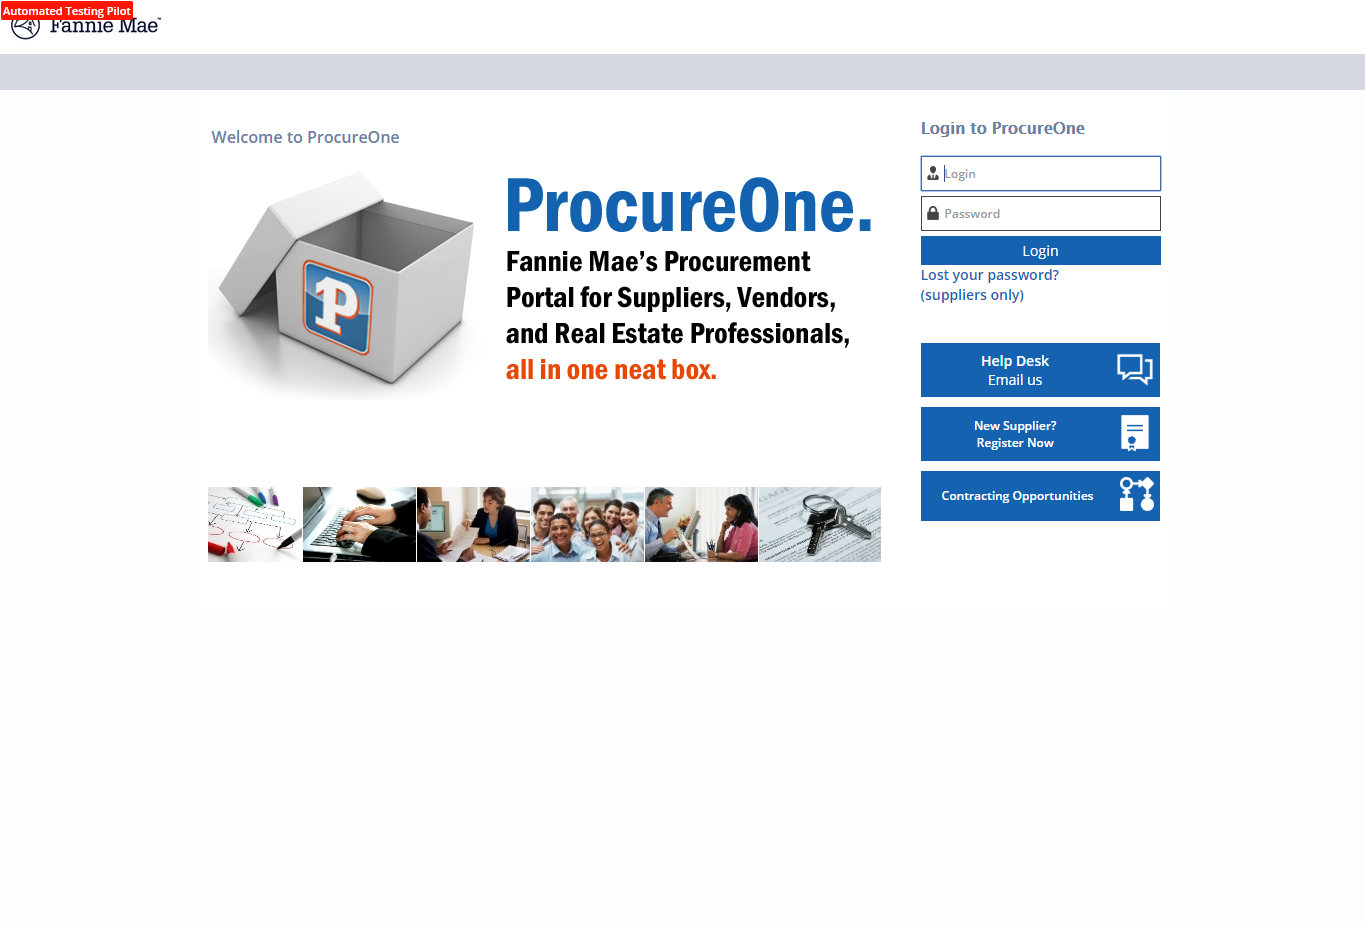 Automated Testing Pilot
Fannie Mae™
Welcome to ProcureOne
ProcureOne.
Fannie Mae’s Procurement
Portal for Suppliers, Vendors,
and Real Estate Professionals,
all in one neat box.
P
Login to ProcureOne
Login
Password
Login
Lost your password?
(suppliers only)
Help Desk
Email us
New Supplier?
Register Now
Contracting Opportunities